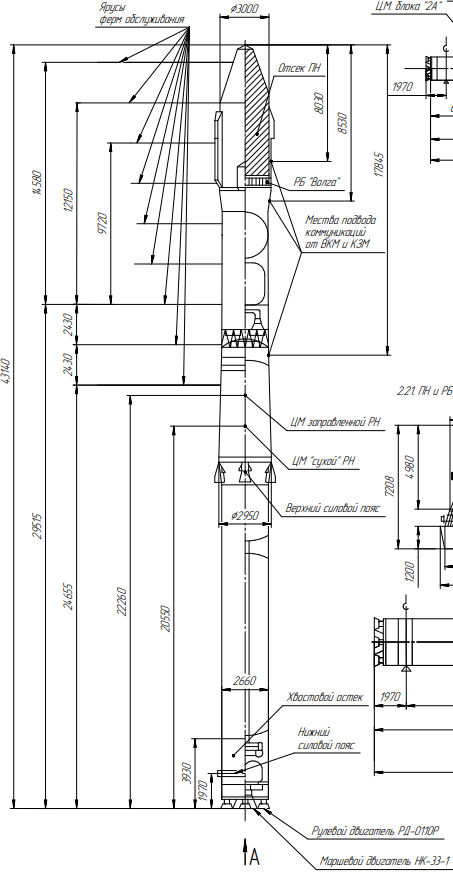 Ярусы
ферм обслуживания
ø3000
Ц.М. блока "2А"
1970
Отсек ПН
8030
8530
17845
14580
12150
9720
РБ "Волга"
Места подвода
коммуникаций
от ВКМ и КЗМ
2430
2430
43140
2.21. ПН и РБ
ЦМ заправленной РН
ЦМ "сухой" РН
7208
4980
Верхний силовой пояс
ø2950
29515
24655
22260
20550
1200
2660
1970
Хвостовой остек
Нижний
силовой пояс
3930
1970
Рулевой двигатель РД-0110Р
А
Маршевой двигатель НК-33-1